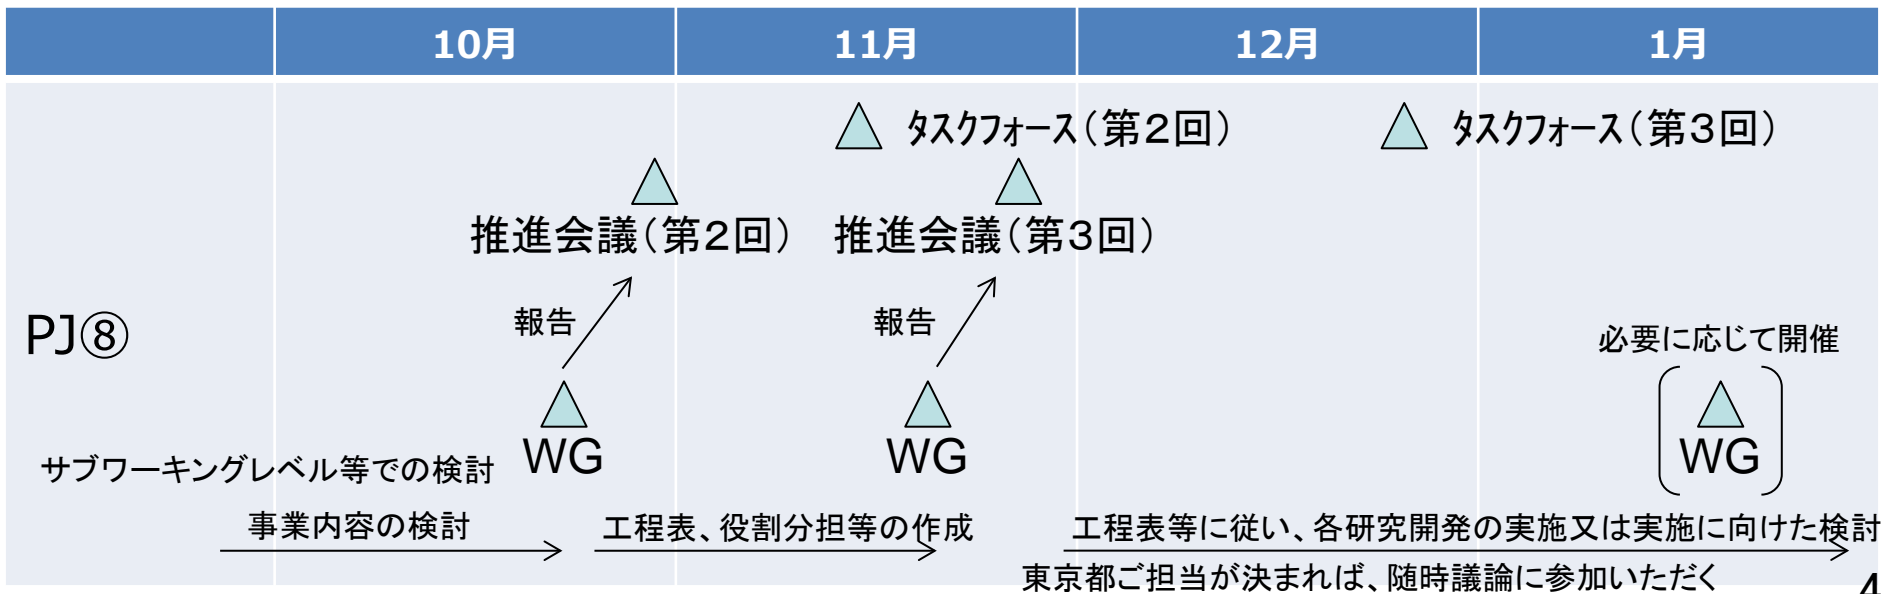 10月
11月
12月
1月
タスクフォース（第２回）
タスクフォース（第３回）
推進会議（第２回）
推進会議（第３回）
報告
報告
PJ⑧
必要に応じて開催
WG
WG
WG
サブワーキングレベル等での検討
事業内容の検討
工程表、役割分担等の作成
工程表等に従い、各研究開発の実施又は実施に向けた検討
東京都ご担当が決まれば、随時議論に参加いただく
4